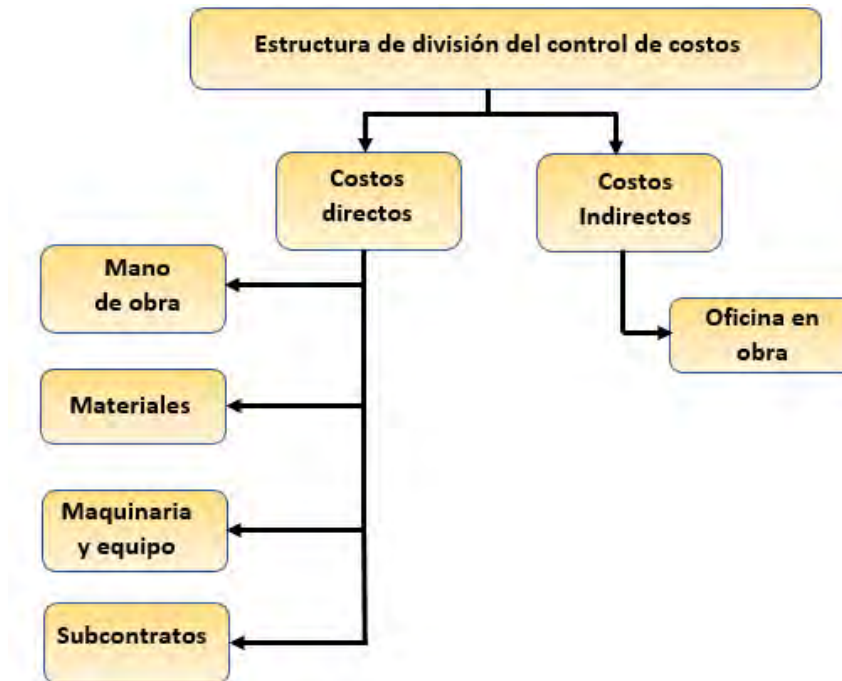 Estructura de división del control de costos
Costos
directos
Costos
Indirectos
Mano
de obra
Oficina en
obra
Materiales
Maquinaria
y equipo
Subcontratos